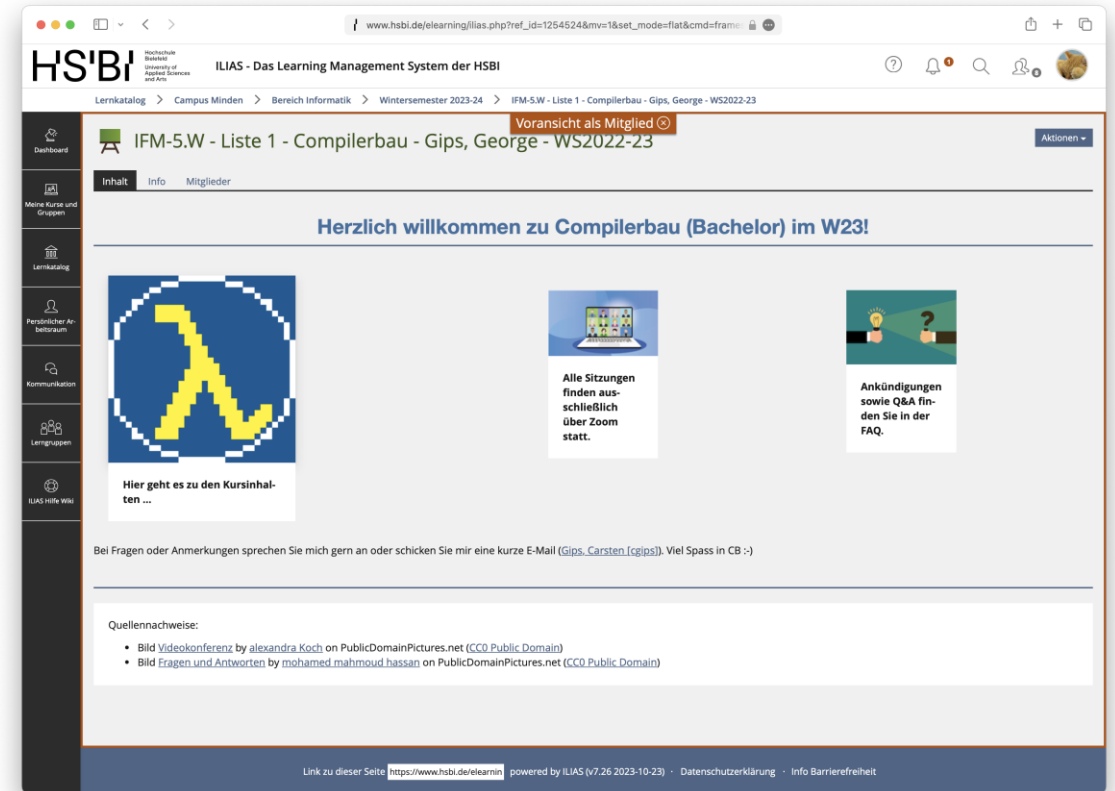 www.hsbi.de/elearning/ilias.php?ref_id=1254524&mv=1&set_mode=flat&cmd=frame
HS'BI Hochschule
Bielefeld
University of
Applied Sciences
and Arts
ILIAS - Das Learning Management System der HSBI
1
8
Lernkatalog > Campus Minden > Bereich Informatik > Wintersemester 2023-24 > IFM-5.W - Liste 1 - Compilerbau - Gips, George - WS2022-23
Voransicht als Mitglied
IFM-5.W - Liste 1 - Compilerbau - Gips, George - WS2022-23
Aktionen
Dashboard
Meine Kurse und
Gruppen
Lernkatalog
Persönlicher Ar-
beitsraum
Kommunikation
Lerngruppen
ILIAS Hilfe Wiki
Inhalt Info Mitglieder
Herzlich willkommen zu Compilerbau (Bachelor) im W23!
λ
Hier geht es zu den Kursinhal-
ten ...
Alle Sitzungen
finden aus-
schließlich
über Zoom
statt.
?
Ankündigungen
sowie Q&A fin-
den Sie in der
FAQ.
Bei Fragen oder Anmerkungen sprechen Sie mich gern an oder schicken Sie mir eine kurze E-Mail (Gips, Carsten [cgips]). Viel Spass in CB :-)
Quellennachweise:
• Bild Videokonferenz by alexandra Koch on PublicDomainPictures.net (CC0 Public Domain)
• Bild Fragen und Antworten by mohamed mahmoud hassan on PublicDomainPictures.net (CC0 Public Domain)
Link zu dieser Seite https://www.hsbi.de/elearnin powered by ILIAS (v7.26 2023-10-23) · Datenschutzerklärung · Info Barrierefreiheit